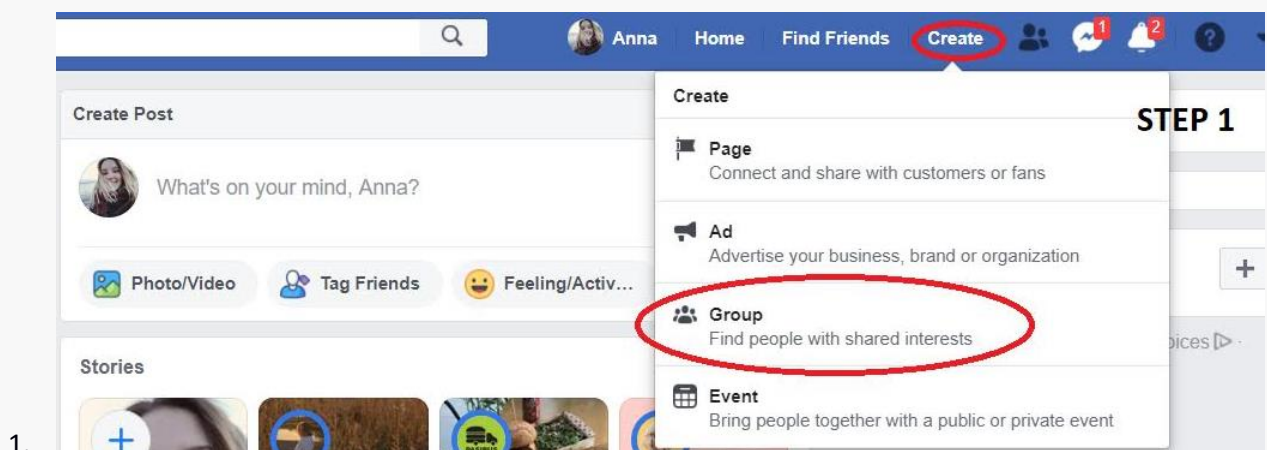 Anna Home Find Friends Create 1 2 ?
Create Post
What's on your mind, Anna?
Photo/Video Tag Friends Feeling/Activ...
Stories
Create
STEP 1
Page
Connect and share with customers or fans
Ad
Advertise your business, brand or organization
Group
Find people with shared interests
Event
Bring people together with a public or private event
oices
1.